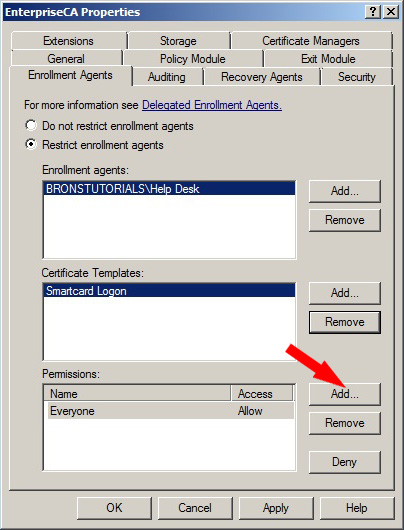 EnterpriseCA Properties
Extensions Storage Certificate Managers
General Policy Module Exit Module
Enrollment Agents Auditing Recovery Agents Security
For more information see Delegated Enrollment Agents.
Do not restrict enrollment agents
Restrict enrollment agents
Enrollment agents:
BRONSTUTORIALS\Help Desk
Add...
Remove
Certificate Templates:
Smartcard Logon
Add...
Remove
Permissions:
Name Access
Everyone Allow
Add...
Remove
Deny
OK Cancel Apply Help